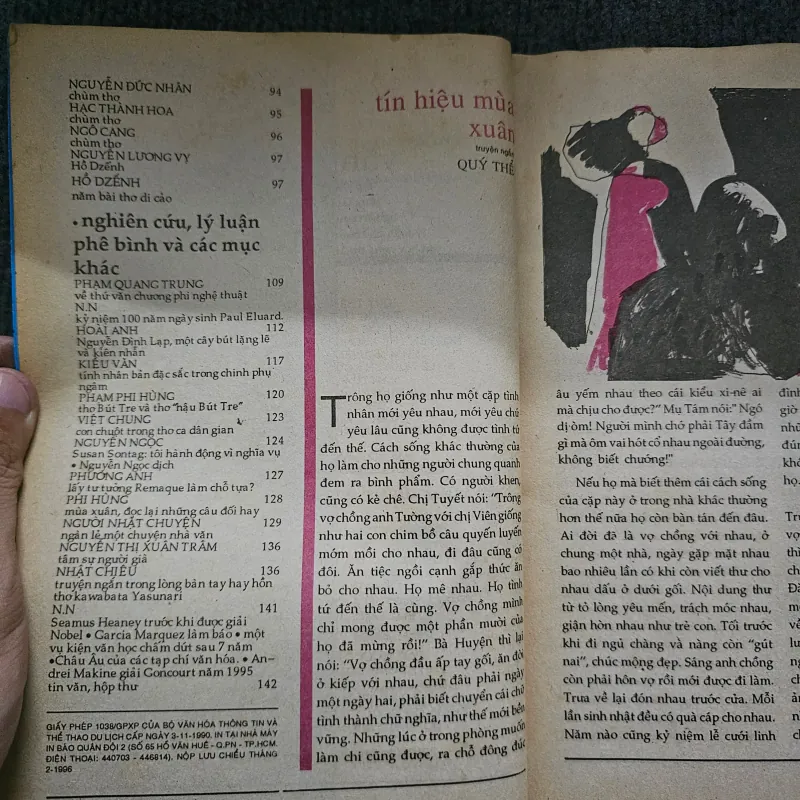 NGUYỄN ĐỨC NHÂN 94
chùm thơ
HẠC THÀNH HOA 95
chùm thơ
NGÔ CANG 96
chùm thơ
NGUYỄN LƯƠNG VY 97
Hồ Dzếnh
HỒ DZẾNH 97
năm bài thơ di cảo
• nghiên cứu, lý luận
phê bình và các mục
khác
PHẠM QUANG TRUNG 109
về thứ văn chương phi nghệ thuật
N.N
kỷ niệm 100 năm ngày sinh Paul Eluard.
HOÀI ANH 112
Nguyễn Đình Lạp, một cây bút lặng lẽ
và kiên nhẫn
KIỀU VĂN 117
tính nhân bản đặc sắc trong chinh phụ
ngâm
PHẠM PHI HÙNG 120
thơ Bút Tre và thơ "hậu Bút Tre"
VIỆT CHUNG 123
con chuột trong thơ ca dân gian
NGUYÊN NGỌC 124
Susan Sontag: tôi hành động vì nghĩa vụ
• Nguyên Ngọc dịch
PHƯƠNG ANH 127
lấy tư tưởng Remaque làm chỗ tựa?
PHI HÙNG 128
mùa xuân, đọc lại những câu đối hay
NGƯỜI NHẬT CHUYỆN 129
ngàn lẻ một chuyện nhà văn
NGUYỄN THỊ XUÂN TRÂM 136
tâm sự người già
NHẬT CHIÊU 136
truyện ngắn trong lòng bàn tay hay hồn
thơ kawabata Yasunari
N.N 141
Seamus Heaney trước khi được giải
Nobel • Garcia Marquez làm báo • một
vụ kiện văn học chấm dứt sau 7 năm
•Châu Âu của các tạp chí văn hóa. • An-
drei Makine giải Goncourt năm 1995
tin văn, hộp thư 142
GIẤY PHÉP 1038/GPXP CỦA BỘ VĂN HÓA THÔNG TIN VÀ
THỂ THAO DU LỊCH CẤP NGÀY 3-11-1990. IN TẠI NHÀ MÁY
IN BÁO QUÂN ĐỘI 2 (SỐ 65 HỒ VĂN HUÊ - Q.PN - TP.HCM.
ĐIỆN THOẠI: 440703 - 446814). NỘP LƯU CHIỂU THÁNG
2-1996
tín hiệu mùa
xuân
truyện ngắn
QUÝ THỂ
Trông họ giống như một cặp tình
nhân mới yêu nhau, mới yêu chứ
yêu lâu cũng không được tình tứ
đến thế. Cách sống khác thường của
họ làm cho những người chung quanh
đem ra bình phẩm. Có người khen,
cũng có kẻ chê. Chị Tuyết nói: "Trông
vợ chồng anh Tường với chị Viên giống
như hai con chim bồ câu quyến luyến
mớm mồi cho nhau, đi đâu cũng có
đôi. Ăn tiệc ngồi cạnh gắp thức ăn
bỏ cho nhau. Họ mê nhau. Họ tình
tứ đến thế là cùng. Vợ chồng mình
chỉ mong được một phần mười của
họ đã mừng rồi!" Bà Huyện thì lại
nói: "Vợ chồng đầu ấp tay gối, ăn đời
ở kiếp với nhau, chứ đâu phải ngày
một ngày hai, phải biết chuyển cái chữ
tình thành chữ nghĩa, như thế mới bền
vững. Những lúc ở trong phòng muốn
làm chi cũng được, ra chỗ đông đúc
âu yếm nhau theo cái kiểu xi-nê ai
mà chịu cho được?" Mụ Tám nói:" Ngó
dị òm! Người mình chớ phải Tây đầm
gì mà ôm vai hót cổ nhau ngoài đường,
không biết chướng!"
Nếu họ mà biết thêm cái cách sống
của cặp này ở trong nhà khác thường
hơn thế nữa họ còn bàn tán đến đâu.
Ai đời đã là vợ chồng với nhau, ở
chung một nhà, ngày gặp mặt nhau
bao nhiêu lần có khi còn viết thư cho
nhau dấu ở dưới gối. Nội dung thư
từ tỏ lòng yêu mến, trách móc nhau,
giận hờn nhau như trẻ con. Tối trước
khi đi ngủ chàng và nàng còn "gút
nai", chúc mộng đẹp. Sáng anh chồng
còn phải hôn vợ rồi mới được đi làm.
Trưa về lại đón nhau trước cửa. Mỗi
lần sinh nhật đều có quà cáp cho nhau.
Năm nào cũng kỷ niệm lễ cưới linh